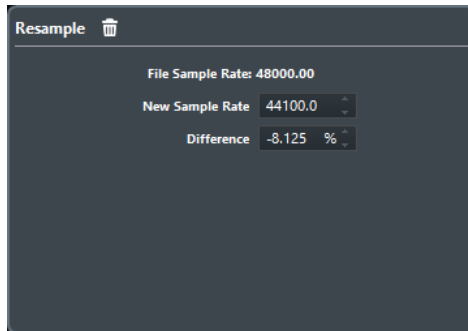 Resample
File Sample Rate: 48000.00
New Sample Rate 44100.0
Difference -8.125 %